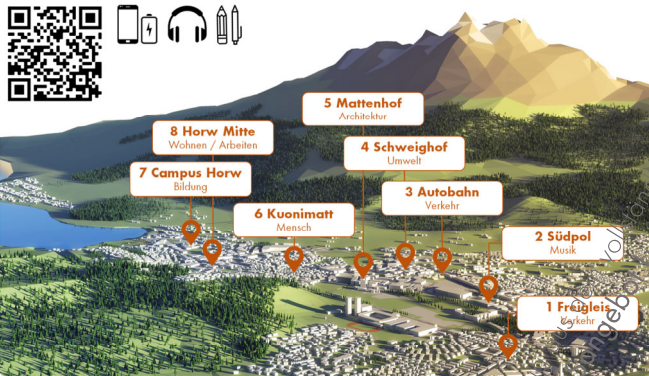 5 Mattenhof
Architektur
8 Horw Mitte
Wohnen / Arbeiten
4 Schweighof
Umwelt
7 Campus Horw
Bildung
3 Autobahn
Verkehr
6 Kuonimatt
Mensch
2 Südpol
Musik
1 Freigleis
Verkehr